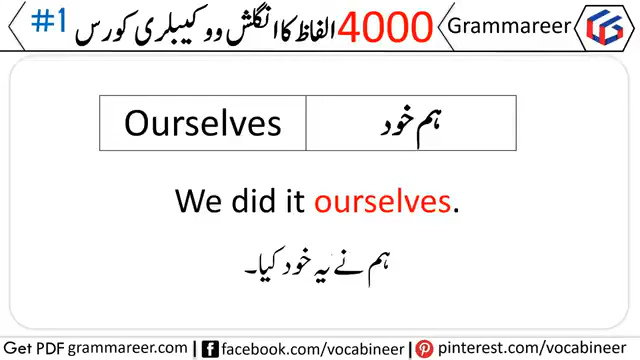 #1 4000 الفاظ کا انگلش ووکیبلری کورس Grammareer
Ourselves ہم خود
We did it ourselves.
ہم نے یہ خود کیا۔
Get PDF grammareer.com | facebook.com/vocabineer | pinterest.com/vocabineer